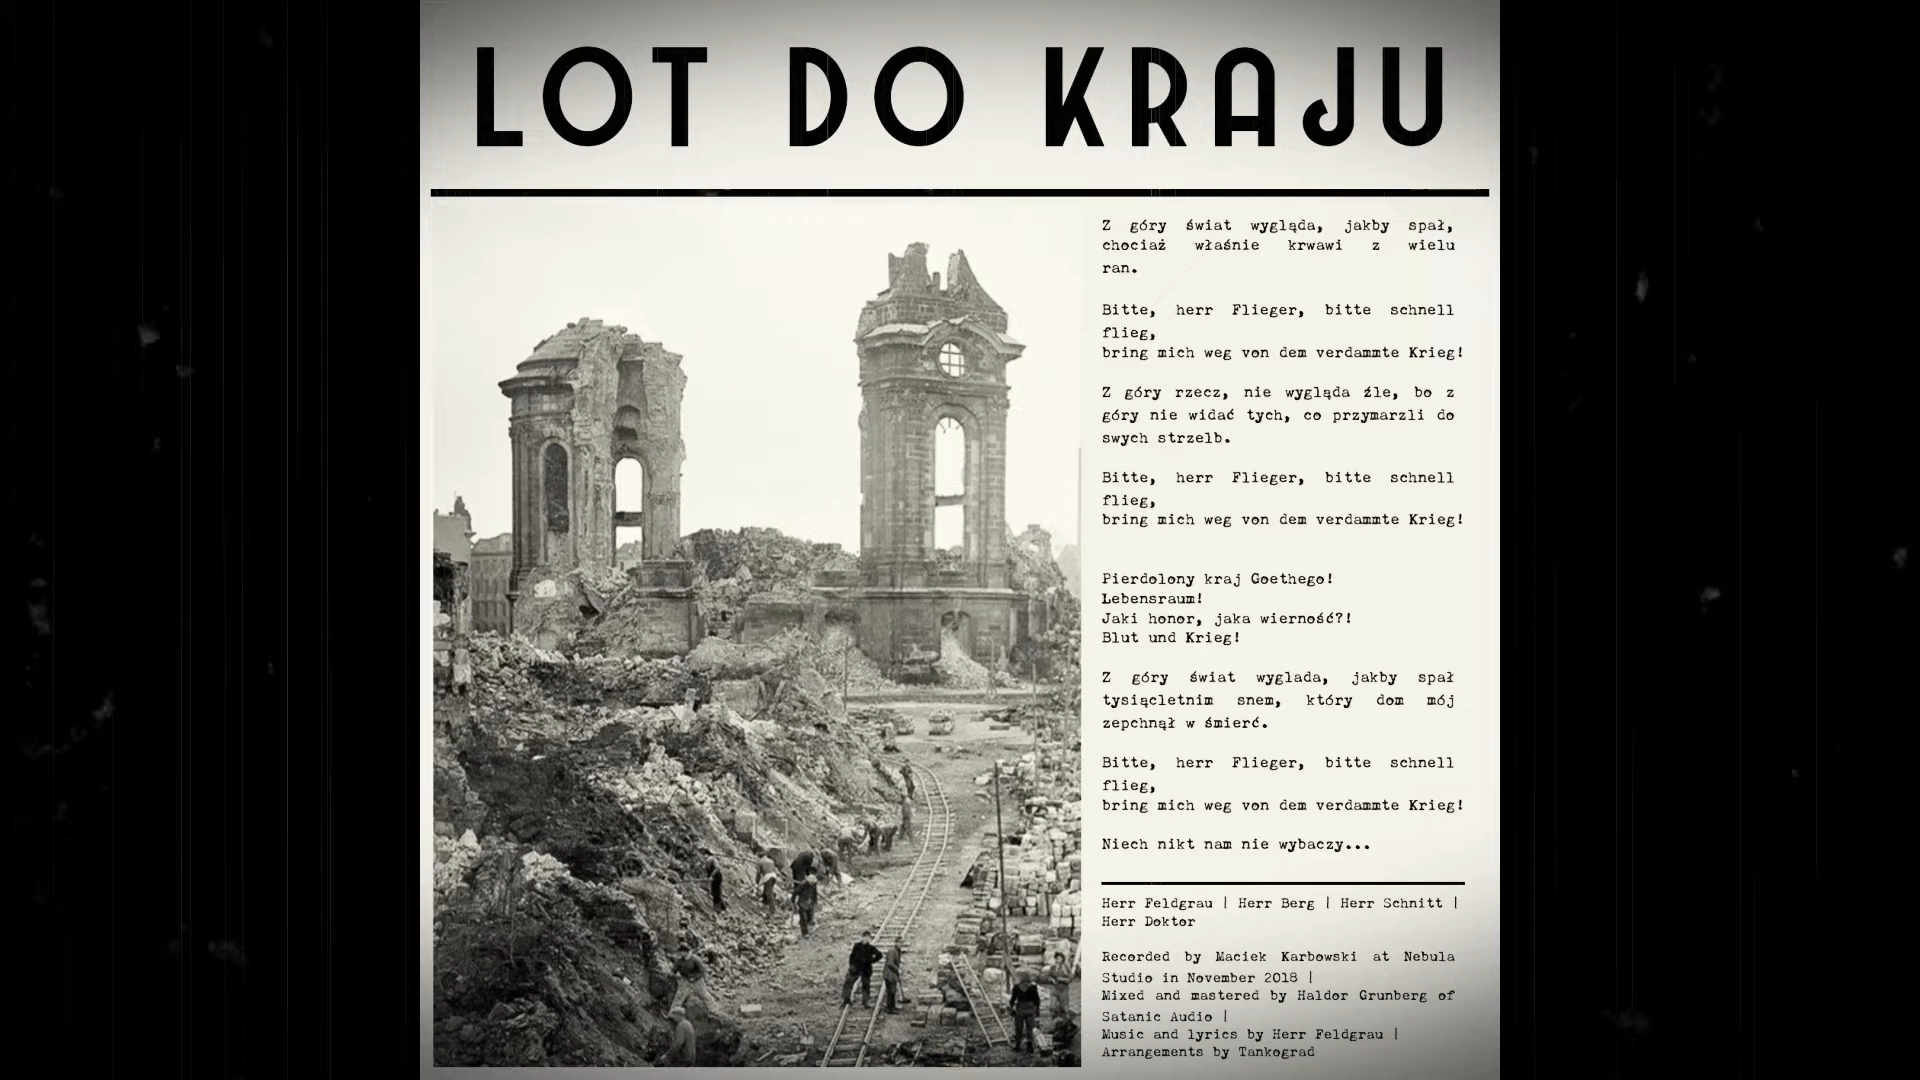 LOT DO KRAJU
Z góry świat wygląda, jakby spał,
chociaż właśnie krwawi z wielu
ran.
Bitte, herr Flieger, bitte schnell
flieg,
bring mich weg von dem verdammte Krieg!
Z góry rzecz, nie wygląda źle, bo z
góry nie widać tych, co przymarzli do
swych strzelb.
Bitte, herr Flieger, bitte schnell
flieg,
bring mich weg von dem verdammte Krieg!
Pierdolony kraj Goethego!
Lebensraum!
Jaki honor, jaka wierność?!
Blut und Krieg!
Z góry świat wyglada, jakby spał
tysiącletnim snem, który dom mój
zepchnął w śmierć.
Bitte, herr Flieger, bitte schnell
flieg,
bring mich weg von dem verdammte Krieg!
Niech nikt nam nie wybaczy...
Herr Feldgrau | Herr Berg | Herr Schnitt |
Herr Doktor
Recorded by Maciek Karbowski at Nebula
Studio in November 2018 |
Mixed and mastered by Haldor Grunberg of
Satanic Audio |
Music and lyrics by Herr Feldgrau |
Arrangements by Tankograd